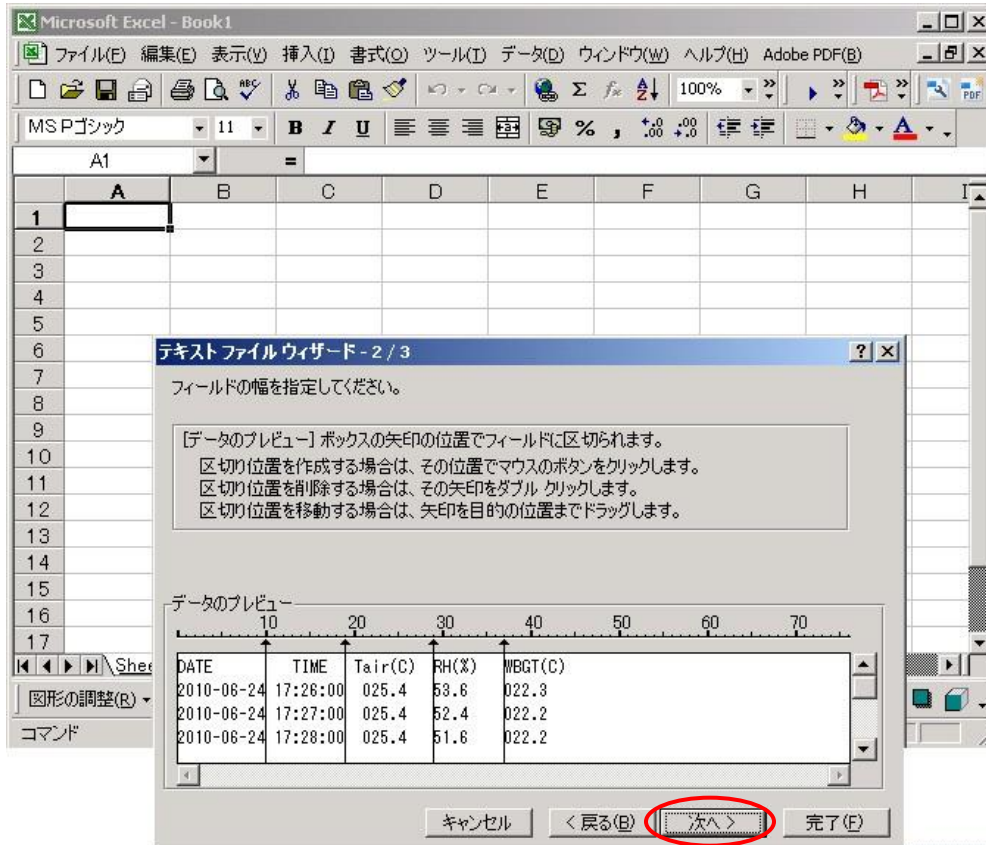 Microsoft Excel - Book1
ファイル(F) 編集(E) 表示(V) 挿入(I) 書式(O) ツール(T) データ(D) ウィンドウ(W) ヘルプ(H) Adobe PDF(B)
100%
MS Pゴシック 11 B I U % ,
A1 =
A B C D E F G H I
1
2
3
4
5
6
7
8
9
10
11
12
13
14
15
16
17
テキスト ファイル ウィザード - 2 / 3
フィールドの幅を指定してください。
[データのプレビュー] ボックスの矢印の位置でフィールドに区切られます。
区切り位置を作成する場合は、その位置でマウスのボタンをクリックします。
区切り位置を削除する場合は、その矢印をダブル クリックします。
区切り位置を移動する場合は、矢印を目的の位置までドラッグします。
データのプレビュー
10 20 30 40 50 60 70
DATE TIME Tair(C) RH(%) WBGT(C)
2010-06-24 17:26:00 025.4 53.6 022.3
2010-06-24 17:27:00 025.4 52.4 022.2
2010-06-24 17:28:00 025.4 51.6 022.2
Shee
図形の調整(R)
コマンド
キャンセル < 戻る(B) 次へ > 完了(F)